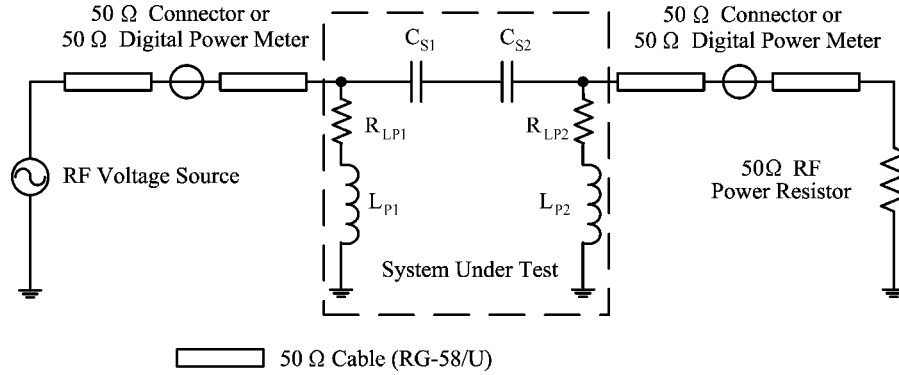 50 Ω Connector or
50 Ω Digital Power Meter
50 Ω Connector or
50 Ω Digital Power Meter
C_S1
C_S2
R_LP1
R_LP2
RF Voltage Source
50Ω RF
Power Resistor
L_P1
L_P2
System Under Test
50 Ω Cable (RG-58/U)